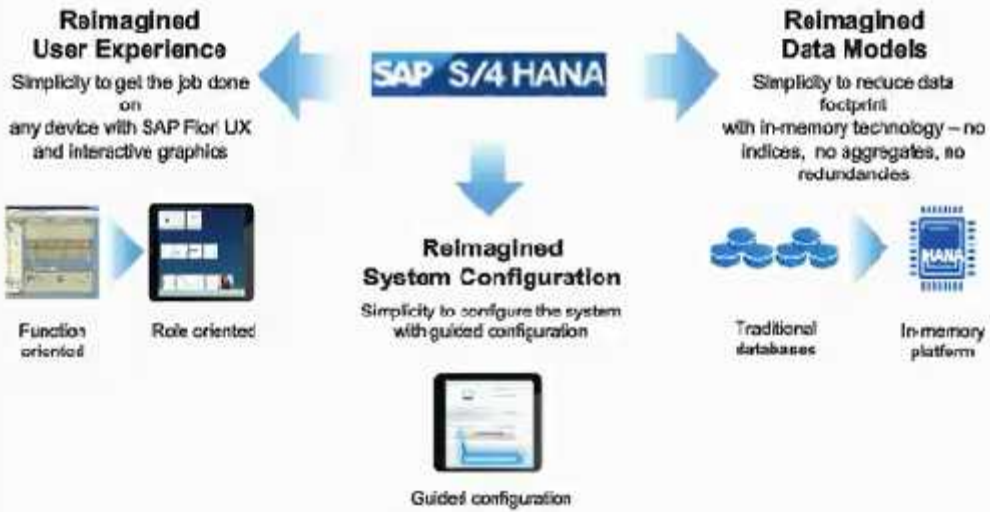 Reimagined
User Experience
Simplicity to get the job done
on
any device with SAP Fiori UX
and interactive graphics
Function
oriented
Role oriented
SAP S/4 HANA
Reimagined
System Configuration
Simplicity to configure the system
with guided configuration
Guided configuration
Reimagined
Data Models
Simplicity to reduce data
footprint
with in-memory technology – no
indices, no aggregates, no
redundancies
HANA
Traditional
databases
In-memory
platform